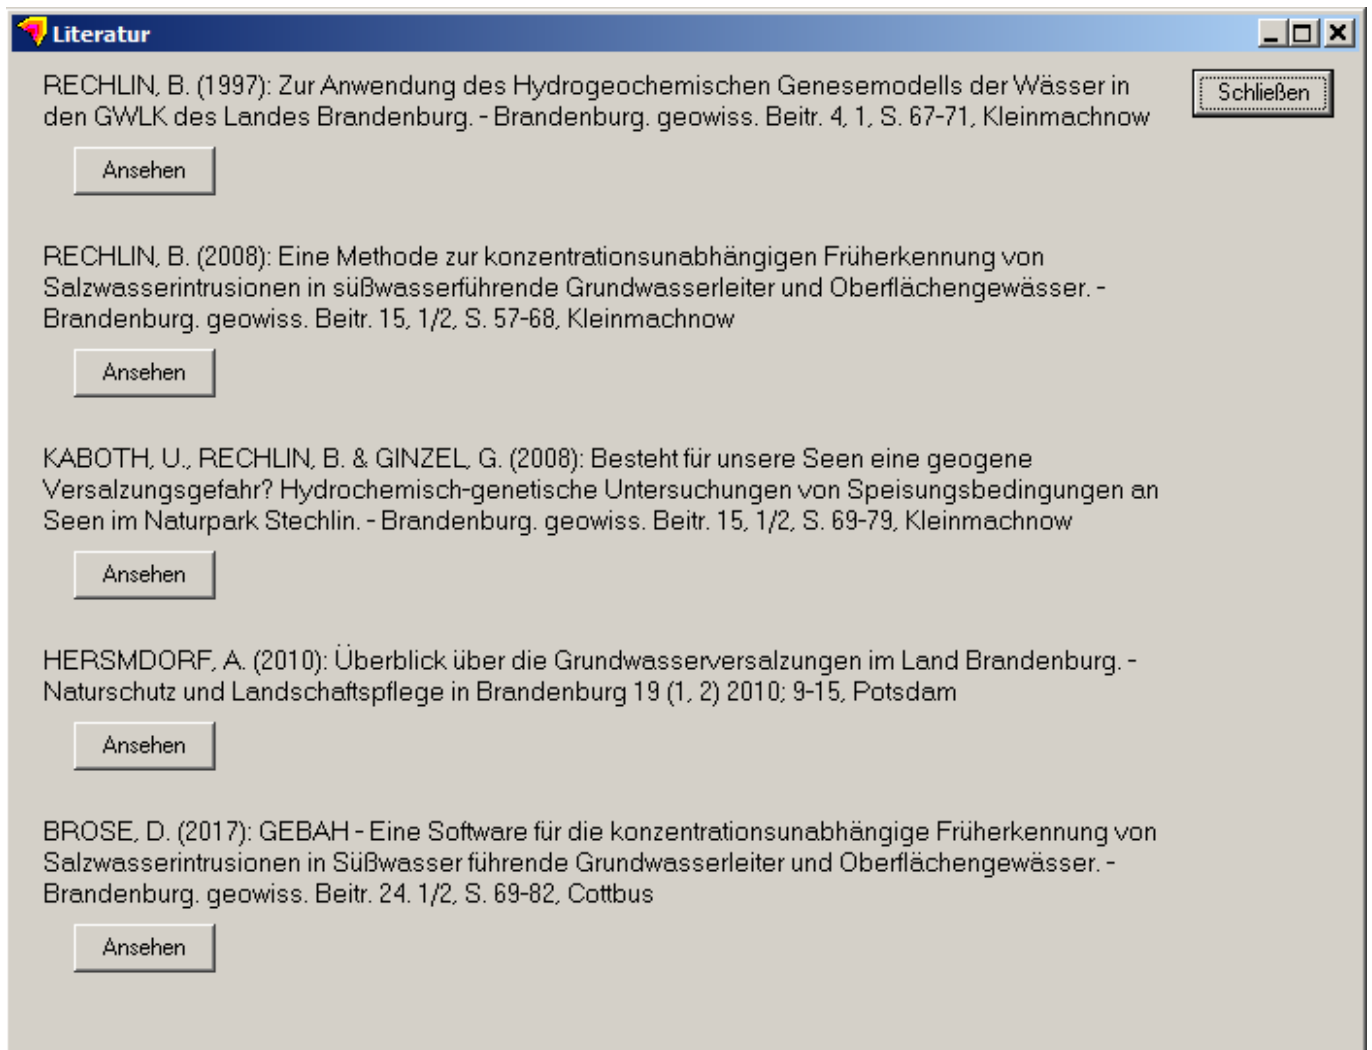 Literatur
RECHLIN, B. (1997): Zur Anwendung des Hydrogeochemischen Genesemodells der Wässer in
den GWLK des Landes Brandenburg. - Brandenburg. geowiss. Beitr. 4, 1, S. 67-71, Kleinmachnow
Schließen
Ansehen
RECHLIN, B. (2008): Eine Methode zur konzentrationsunabhängigen Früherkennung von
Salzwasserintrusionen in süßwasserführende Grundwasserleiter und Oberflächengewässer. -
Brandenburg. geowiss. Beitr. 15, 1/2, S. 57-68, Kleinmachnow
Ansehen
KABOTH, U., RECHLIN, B. & GINZEL, G. (2008): Besteht für unsere Seen eine geogene
Versalzungsgefahr? Hydrochemisch-genetische Untersuchungen von Speisungsbedingungen an
Seen im Naturpark Stechlin. - Brandenburg. geowiss. Beitr. 15, 1/2, S. 69-79, Kleinmachnow
Ansehen
HERSMDORF, A. (2010): Überblick über die Grundwasserversalzungen im Land Brandenburg. -
Naturschutz und Landschaftspflege in Brandenburg 19 (1, 2) 2010; 9-15, Potsdam
Ansehen
BROSE, D. (2017): GEBAH - Eine Software für die konzentrationsunabhängige Früherkennung von
Salzwasserintrusionen in Süßwasser führende Grundwasserleiter und Oberflächengewässer. -
Brandenburg. geowiss. Beitr. 24. 1/2, S. 69-82, Cottbus
Ansehen